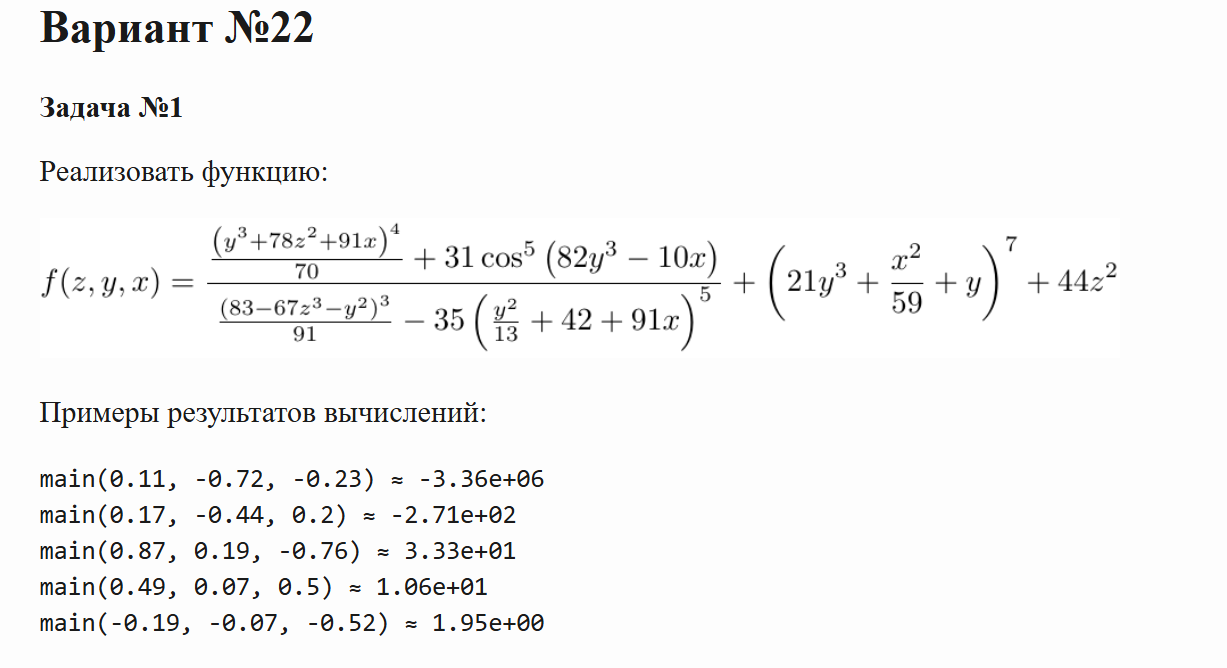 Вариант №22
Задача №1
Реализовать функцию:
f(z, y, x) = \frac{\frac{(y^3+78z^2+91x)^4}{70} + 31 \cos^5 (82y^3 − 10x)}{\frac{(83−67z^3−y^2)^3}{91} − 35 \left(\frac{y^2}{13} + 42 + 91x\right)^5} + \left(21y^3 + \frac{x^2}{59} + y\right)^7 + 44z^2
Примеры результатов вычислений:
main(0.11, -0.72, -0.23) ≈ -3.36e+06
main(0.17, -0.44, 0.2) ≈ -2.71e+02
main(0.87, 0.19, -0.76) ≈ 3.33e+01
main(0.49, 0.07, 0.5) ≈ 1.06e+01
main(-0.19, -0.07, -0.52) ≈ 1.95e+00